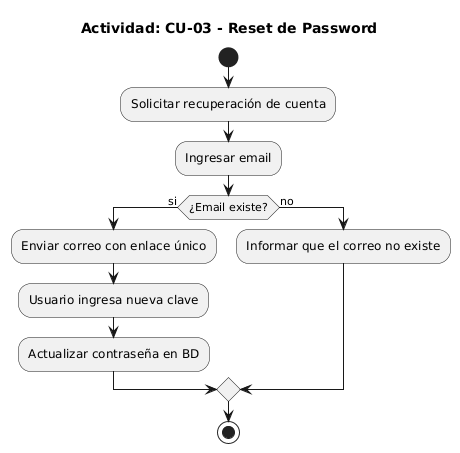 Actividad: CU-03 - Reset de Password
Solicitar recuperación de cuenta
Ingresar email
¿Email existe?
si
no
Enviar correo con enlace único
Informar que el correo no existe
Usuario ingresa nueva clave
Actualizar contraseña en BD